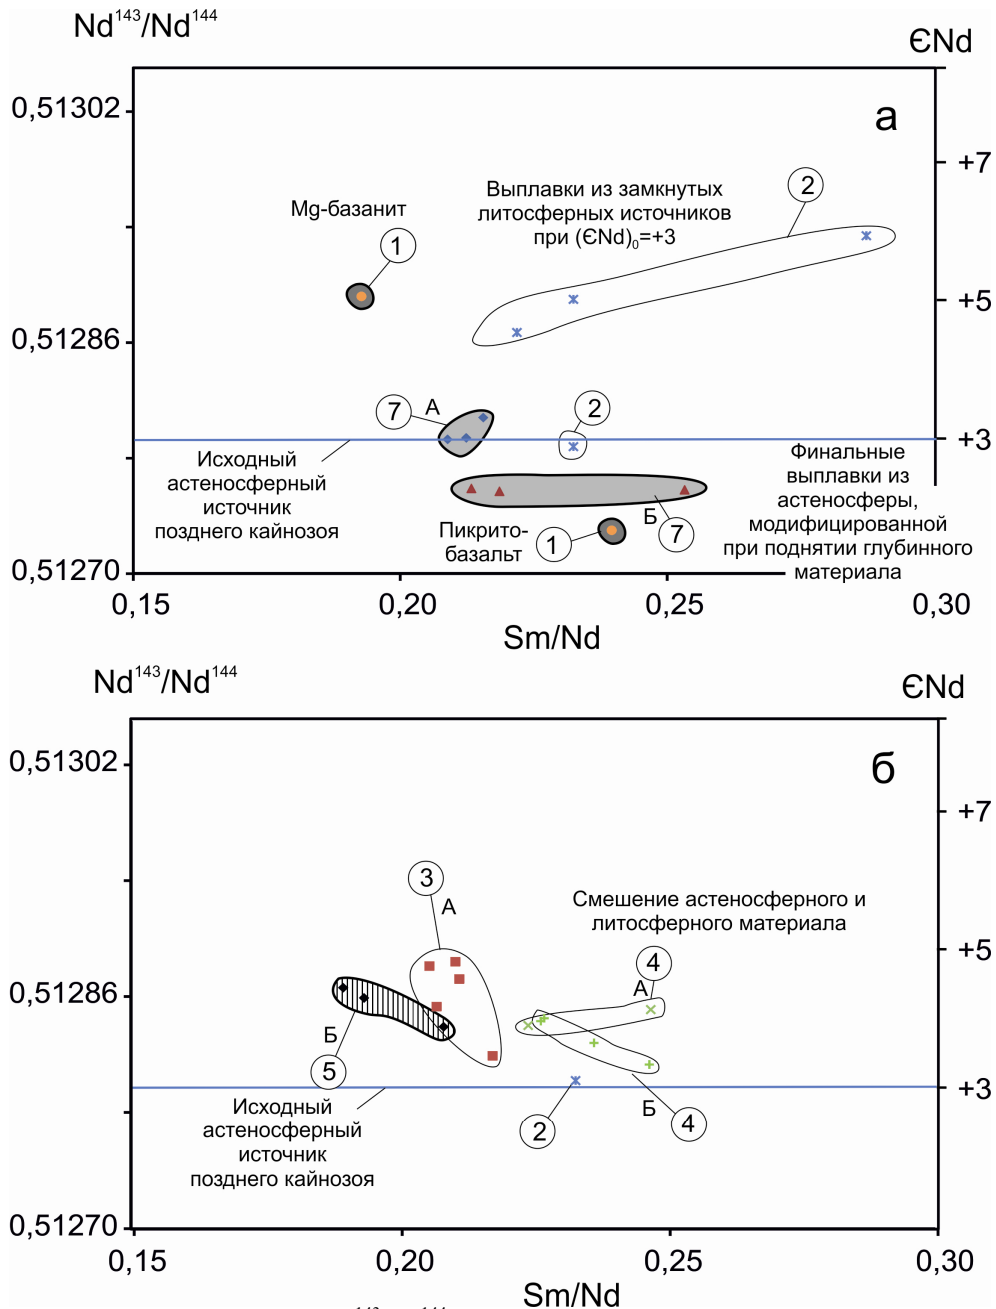 Nd143/Nd144
ЄNd
0,51302
а
+7
2
Выплавки из замкнутых
литосферных источников
при (ЄNd)0=+3
Mg-базанит
1
+5
0,51286
7
А
2
+3
Исходный
астеносферный
источник
позднего кайнозоя
Финальные
выплавки из
астеносферы,
модифицированной
при поднятии глубинного
материала
Б
7
Пикрито-
базальт
1
0,51270
0,15
0,20
0,25
0,30
Sm/Nd
Nd143/Nd144
ЄNd
0,51302
б
+7
3
А
Смешение астеносферного и
литосферного материала
+5
4
А
0,51286
Б
5
+3
Исходный
астеносферный
источник
позднего кайнозоя
2
Б
4
0,51270
0,15
0,20
0,25
0,30
Sm/Nd